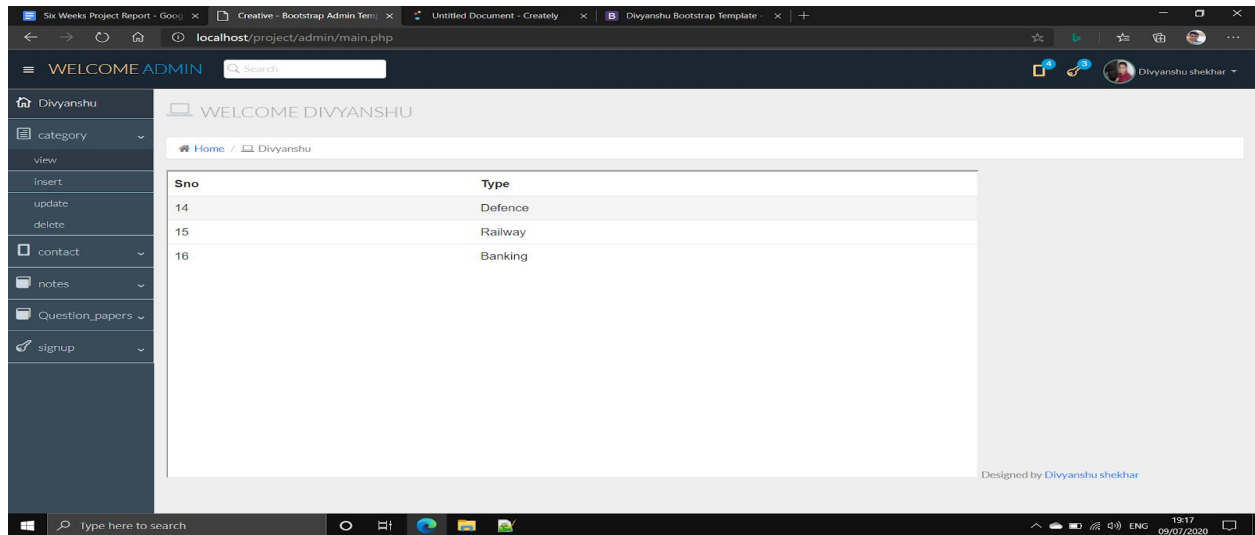 Six Weeks Project Report - Goog
Creative - Bootstrap Admin Tem
Untitled Document - Creately
B Divyanshu Bootstrap Template -
localhost/project/admin/main.php
WELCOME ADMIN
Search
4
3
Divyanshu shekhar
Divyanshu
category
view
insert
update
delete
contact
notes
Question_papers
signup
WELCOME DIVYANSHU
Home / Divyanshu
Sno Type
14 Defence
15 Railway
16 Banking
Designed by Divyanshu shekhar
Type here to search
ENG
19:17
09/07/2020